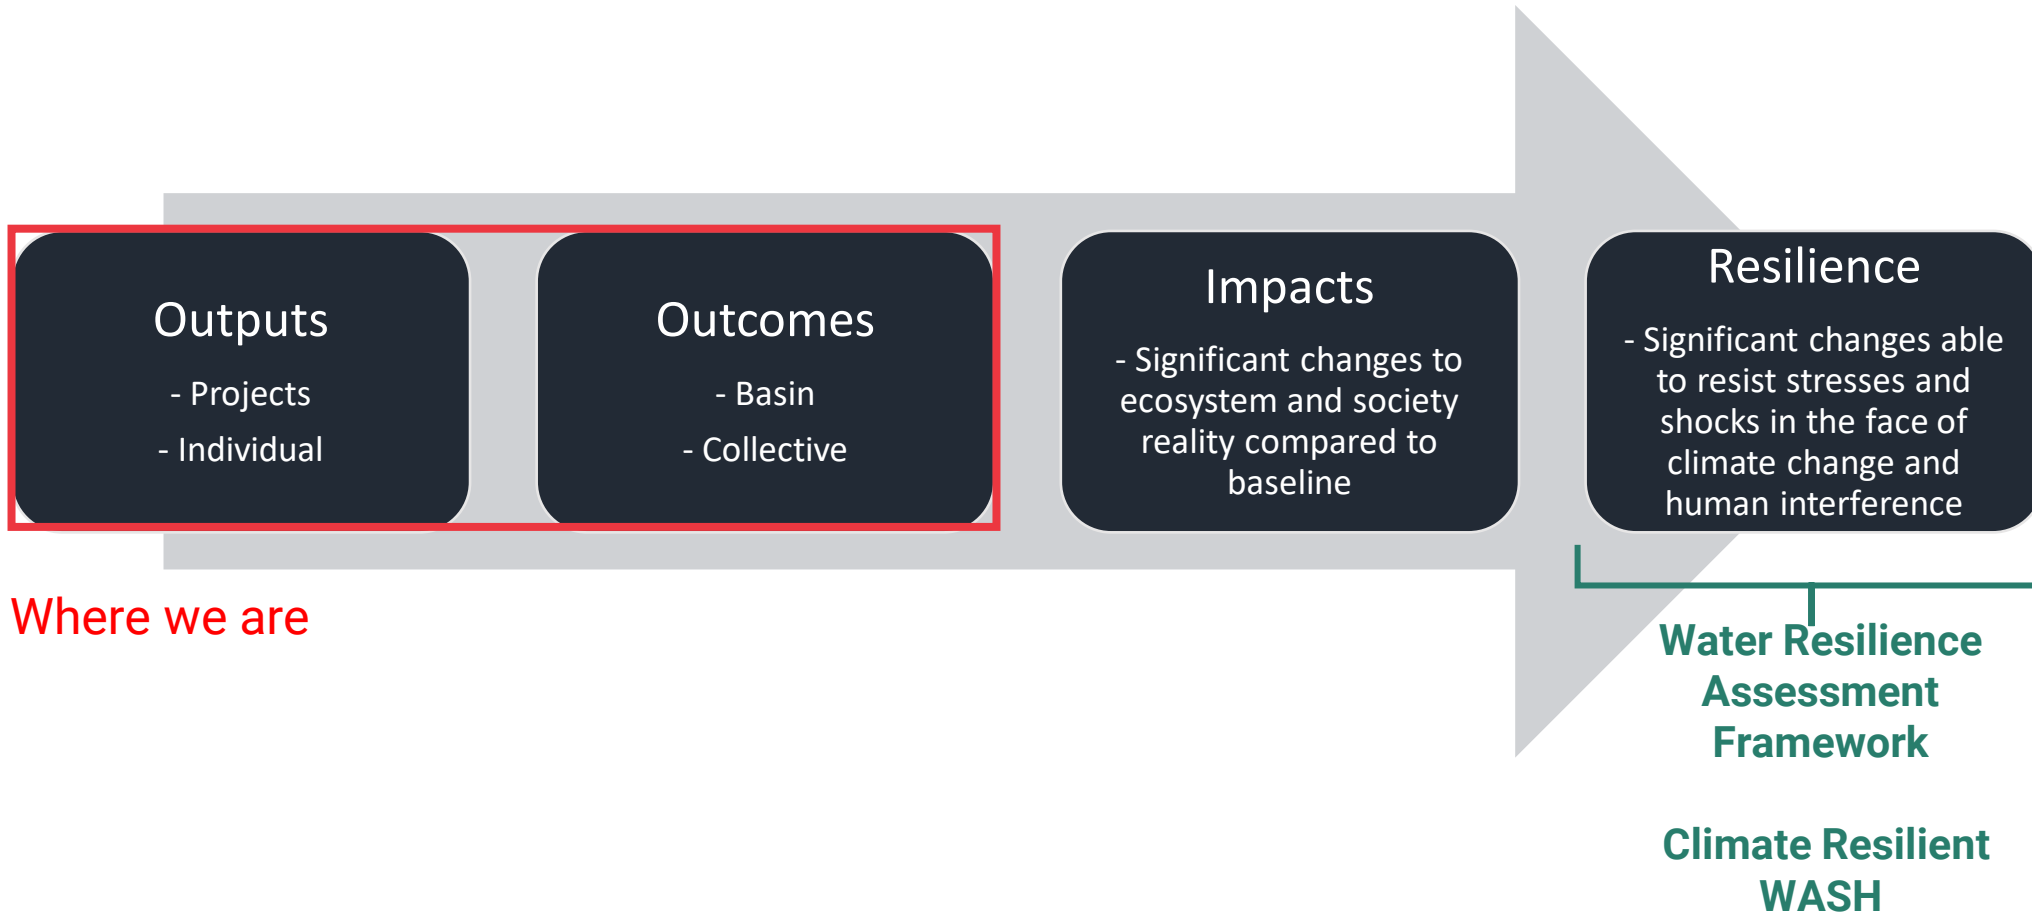 Outputs
- Projects
- Individual
Outcomes
- Basin
- Collective
Impacts
- Significant changes to
ecosystem and society
reality compared to
baseline
Resilience
- Significant changes able
to resist stresses and
shocks in the face of
climate change and
human interference
Where we are
Water Resilience
Assessment
Framework
Climate Resilient
WASH